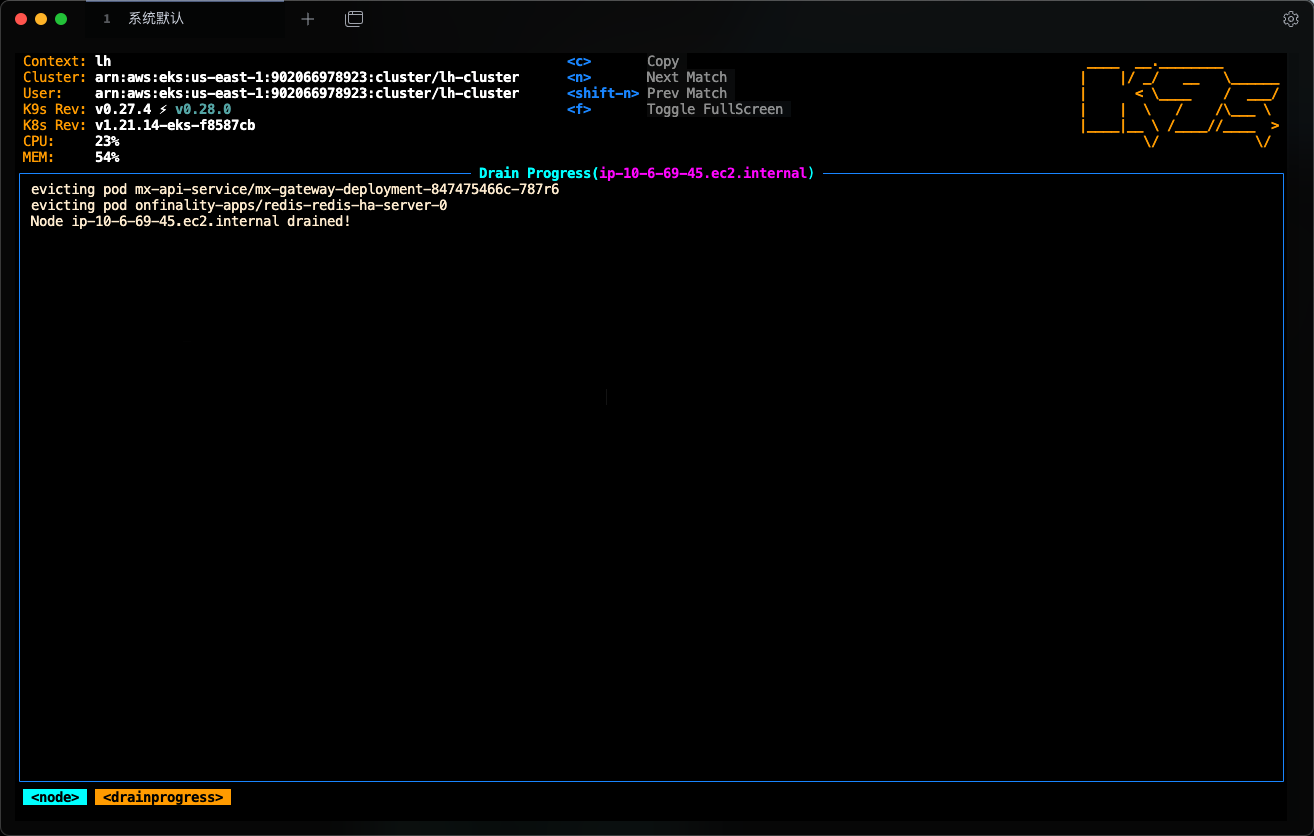 1 系统默认
Context: lh
Cluster: arn:aws:eks:us-east-1:902066978923:cluster/lh-cluster
User: arn:aws:eks:us-east-1:902066978923:cluster/lh-cluster
K9s Rev: v0.27.4 ⚡ v0.28.0
K8s Rev: v1.21.14-eks-f8587cb
CPU: 23%
MEM: 54%
<c> Copy
<n> Next Match
<shift-n> Prev Match
<f> Toggle FullScreen
K9s
Drain Progress(ip-10-6-69-45.ec2.internal)
evicting pod mx-api-service/mx-gateway-deployment-847475466c-787r6
evicting pod onfinality-apps/redis-redis-ha-server-0
Node ip-10-6-69-45.ec2.internal drained!
<node> <drainprogress>